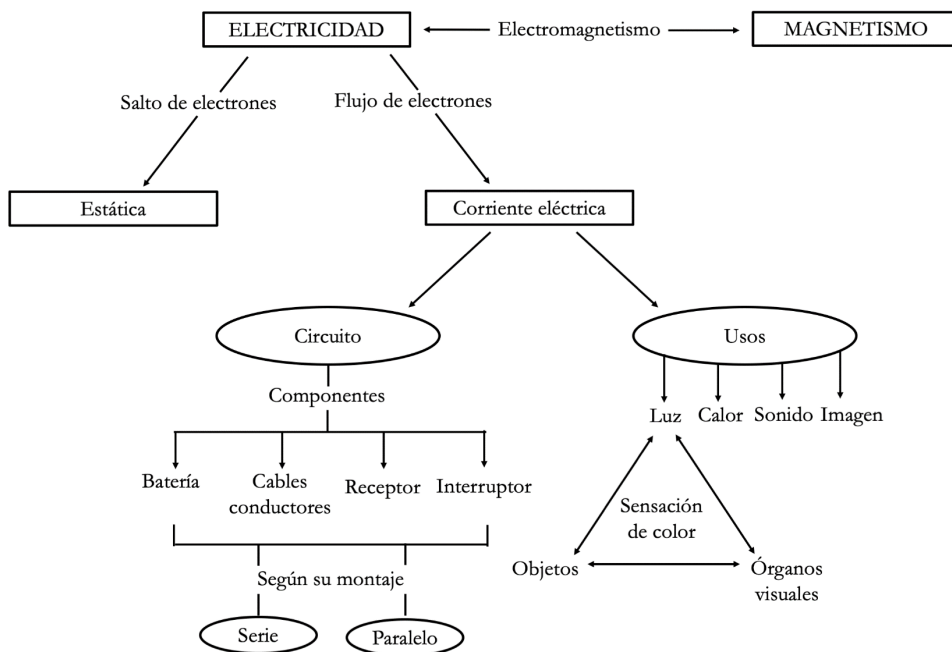 ELECTRICIDAD
Electromagnetismo
MAGNETISMO
Salto de electrones
Flujo de electrones
Estática
Corriente eléctrica
Circuito
Usos
Componentes
Luz
Calor
Sonido
Imagen
Batería
Cables
conductores
Receptor
Interruptor
Sensación
de color
Objetos
Órganos
visuales
Según su montaje
Serie
Paralelo